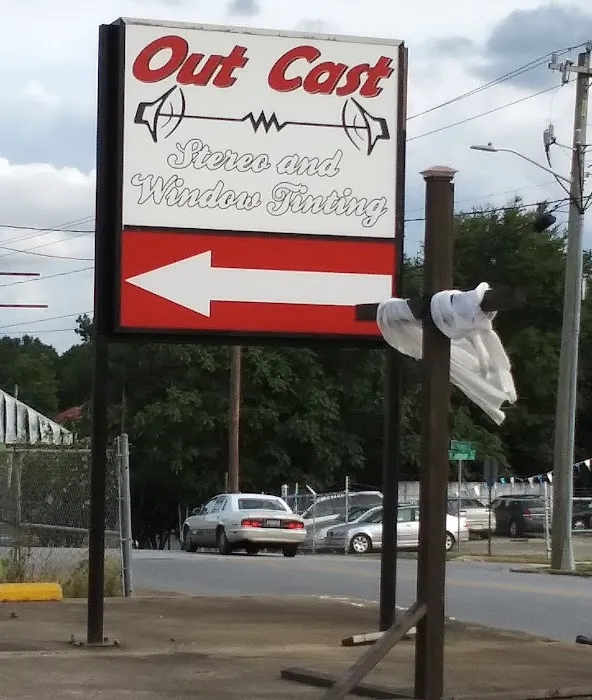 Out Cast
Stereo and
Window Tinting